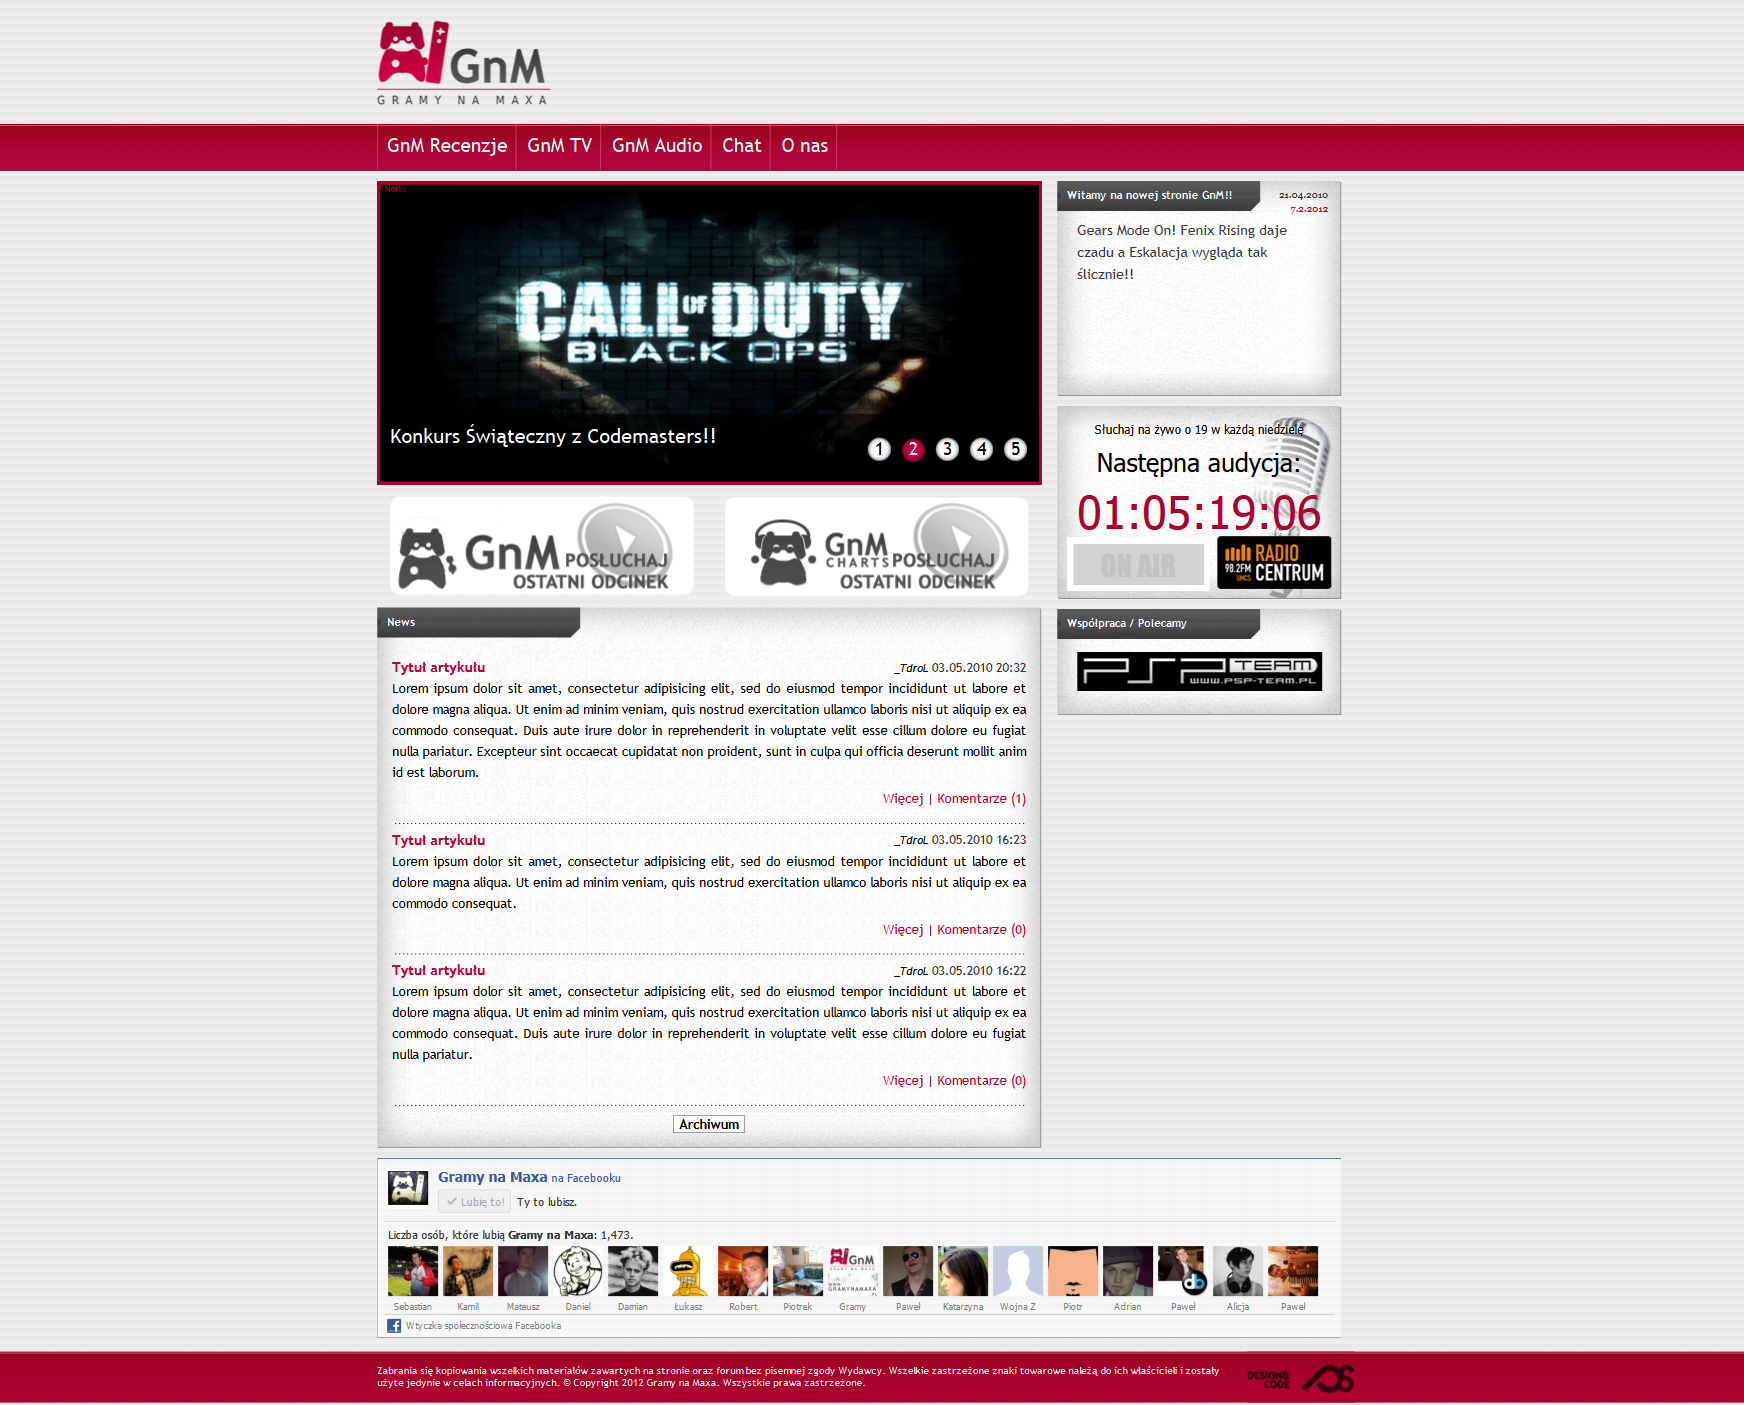 GnM
GRAMY NA MAXA
GnM Recenzje
GnM TV
GnM Audio
Chat
O nas
Next
CALL OF DUTY
BLACK OPS
Konkurs Świąteczny z Codemasters!!
1 2 3 4 5
Witamy na nowej stronie GnM!!
21.04.2010
7.2.2012
Gears Mode On! Fenix Rising daje
czadu a Eskalacja wygląda tak
ślicznie!!
Słuchaj na żywo o 19 w każdą niedzielę
Następna audycja:
01:05:19:06
ON AIR
RADIO
98.2FM
UMCS
CENTRUM
GnM POSŁUCHAJ
OSTATNI ODCINEK
GnM
CHARTS POSŁUCHAJ
OSTATNI ODCINEK
Współpraca / Polecamy
PSP TEAM
WWW.PSP-TEAM.PL
News
Tytuł artykułu _TdroL 03.05.2010 20:32
Lorem ipsum dolor sit amet, consectetur adipisicing elit, sed do eiusmod tempor incididunt ut labore et
dolore magna aliqua. Ut enim ad minim veniam, quis nostrud exercitation ullamco laboris nisi ut aliquip ex ea
commodo consequat. Duis aute irure dolor in reprehenderit in voluptate velit esse cillum dolore eu fugiat
nulla pariatur. Excepteur sint occaecat cupidatat non proident, sunt in culpa qui officia deserunt mollit anim
id est laborum.
Więcej | Komentarze (1)
Tytuł artykułu _TdroL 03.05.2010 16:23
Lorem ipsum dolor sit amet, consectetur adipisicing elit, sed do eiusmod tempor incididunt ut labore et
dolore magna aliqua. Ut enim ad minim veniam, quis nostrud exercitation ullamco laboris nisi ut aliquip ex ea
commodo consequat.
Więcej | Komentarze (0)
Tytuł artykułu _TdroL 03.05.2010 16:22
Lorem ipsum dolor sit amet, consectetur adipisicing elit, sed do eiusmod tempor incididunt ut labore et
dolore magna aliqua. Ut enim ad minim veniam, quis nostrud exercitation ullamco laboris nisi ut aliquip ex ea
commodo consequat. Duis aute irure dolor in reprehenderit in voluptate velit esse cillum dolore eu fugiat
nulla pariatur.
Więcej | Komentarze (0)
Archiwum
Gramy na Maxa na Facebooku
Lubię to! Ty to lubisz.
Liczba osób, które lubią Gramy na Maxa: 1,473.
GnM
Sebastian Kamil Mateusz Daniel Damian Łukasz Robert Piotrek Gramy Paweł Katarzyna Wojna Z Piotr Adrian Paweł Alicja Paweł
Wtyczka społecznościowa Facebooka
Zabrania się kopiowania wszelkich materiałów zawartych na stronie oraz forum bez pisemnej zgody Wydawcy. Wszelkie zastrzeżone znaki towarowe należą do ich właścicieli i zostały
użyte jedynie w celach informacyjnych. © Copyright 2012 Gramy na Maxa. Wszystkie prawa zastrzeżone.
DESIGN&
CODE